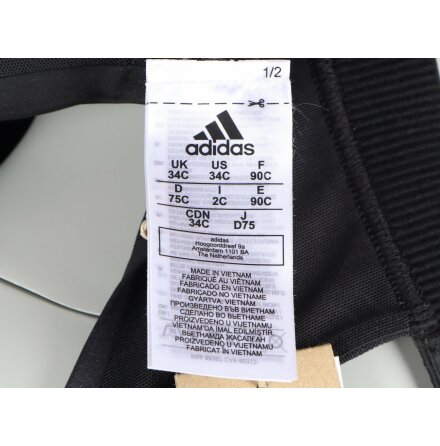 1/2
adidas
UK US F
34C 34C 90C
D I E
75C 2C 90C
CDN J
34C D75
adidas
Hoogoorddreef 9a
Amsterdam 1101 BA
The Netherlands
MADE IN VIETNAM
FABRIQUÉ AU VIETNAM
FABRICADO EN VIETNAM
FABRICADO NO VIETNAME
GYÁRTVA: VIETNAM
ПРОИЗВЕДЕНО ВЪВ ВИЕТНАМ
СДЕЛАНО ВО ВЬЕТНАМЕ
PROIZVEDENO U VIJETNAMU
VIETNAM'DA İMAL EDİLMİŞTİR
ВЬЕТНАМДА ЖАСАЛҒАН
PROIZVEDENO U VIJETNAMU
FABRICAT ÎN VIETNAM